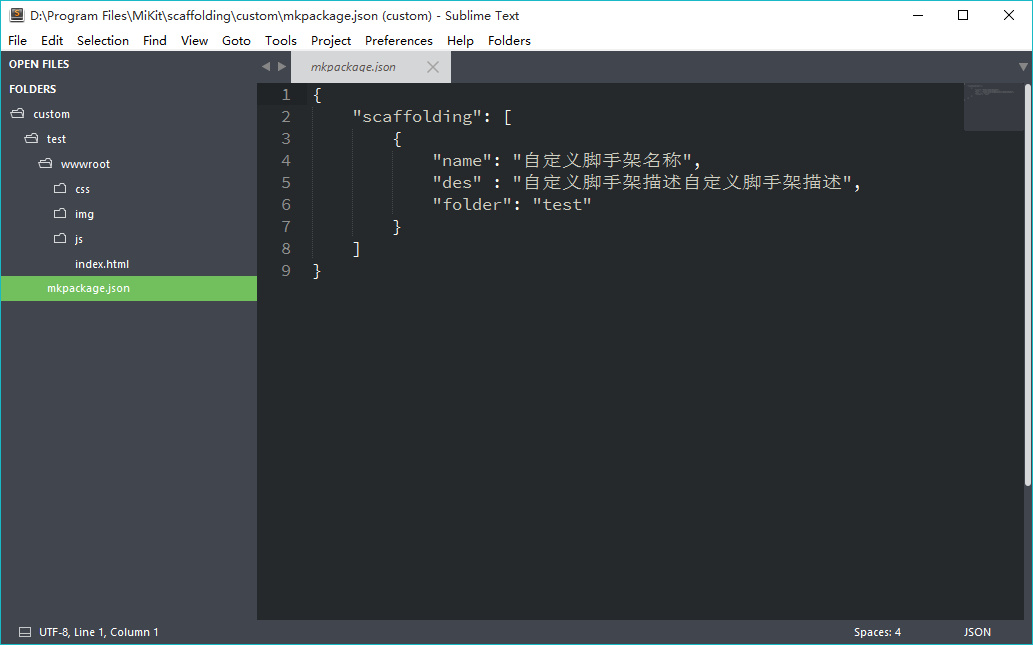 D:\Program Files\MiKit\scaffolding\custom\mkpackage.json (custom) - Sublime Text
File Edit Selection Find View Goto Tools Project Preferences Help Folders
OPEN FILES
FOLDERS
custom
test
wwwroot
css
img
js
index.html
mkpackage.json
mkpackage.json
1 {
2 "scaffolding": [
3 {
4 "name": "自定义脚手架名称",
5 "des" : "自定义脚手架描述自定义脚手架描述",
6 "folder": "test"
7 }
8 ]
9 }
UTF-8, Line 1, Column 1 Spaces: 4 JSON